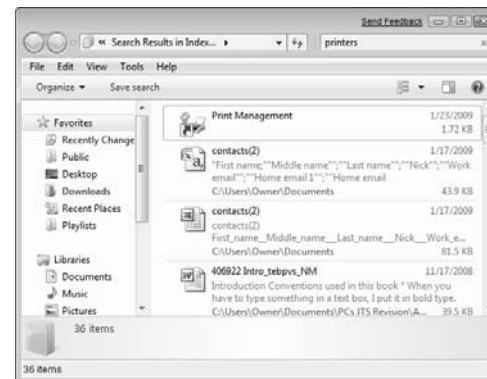 Send Feedback
Search Results in Index...
printers
File Edit View Tools Help
Organize Save search
Favorites
Recently Change
Public
Desktop
Downloads
Recent Places
Playlists
Libraries
Documents
Music
Pictures
Print Management 1/23/2009
1.72 KB
contacts(2) 1/17/2009
"First name;""Middle name"";""Last name"";""Nick"";""Work
email"";""Home email 1"";""Home email
C:\Users\Owner\Documents 43.9 KB
contacts(2) 1/17/2009
contacts(2)
First_name__Middle_name__Last_name__Nick__Work_e...
C:\Users\Owner\Documents 81.5 KB
406922 Intro_tebpvs_NM 11/17/2008
Introduction Conventions used in this book * When you
have to type something in a text box, I put it in bold type.
C:\Users\Owner\Documents\PCs JTS Revision\A... 39.5 KB
36 items
36 items